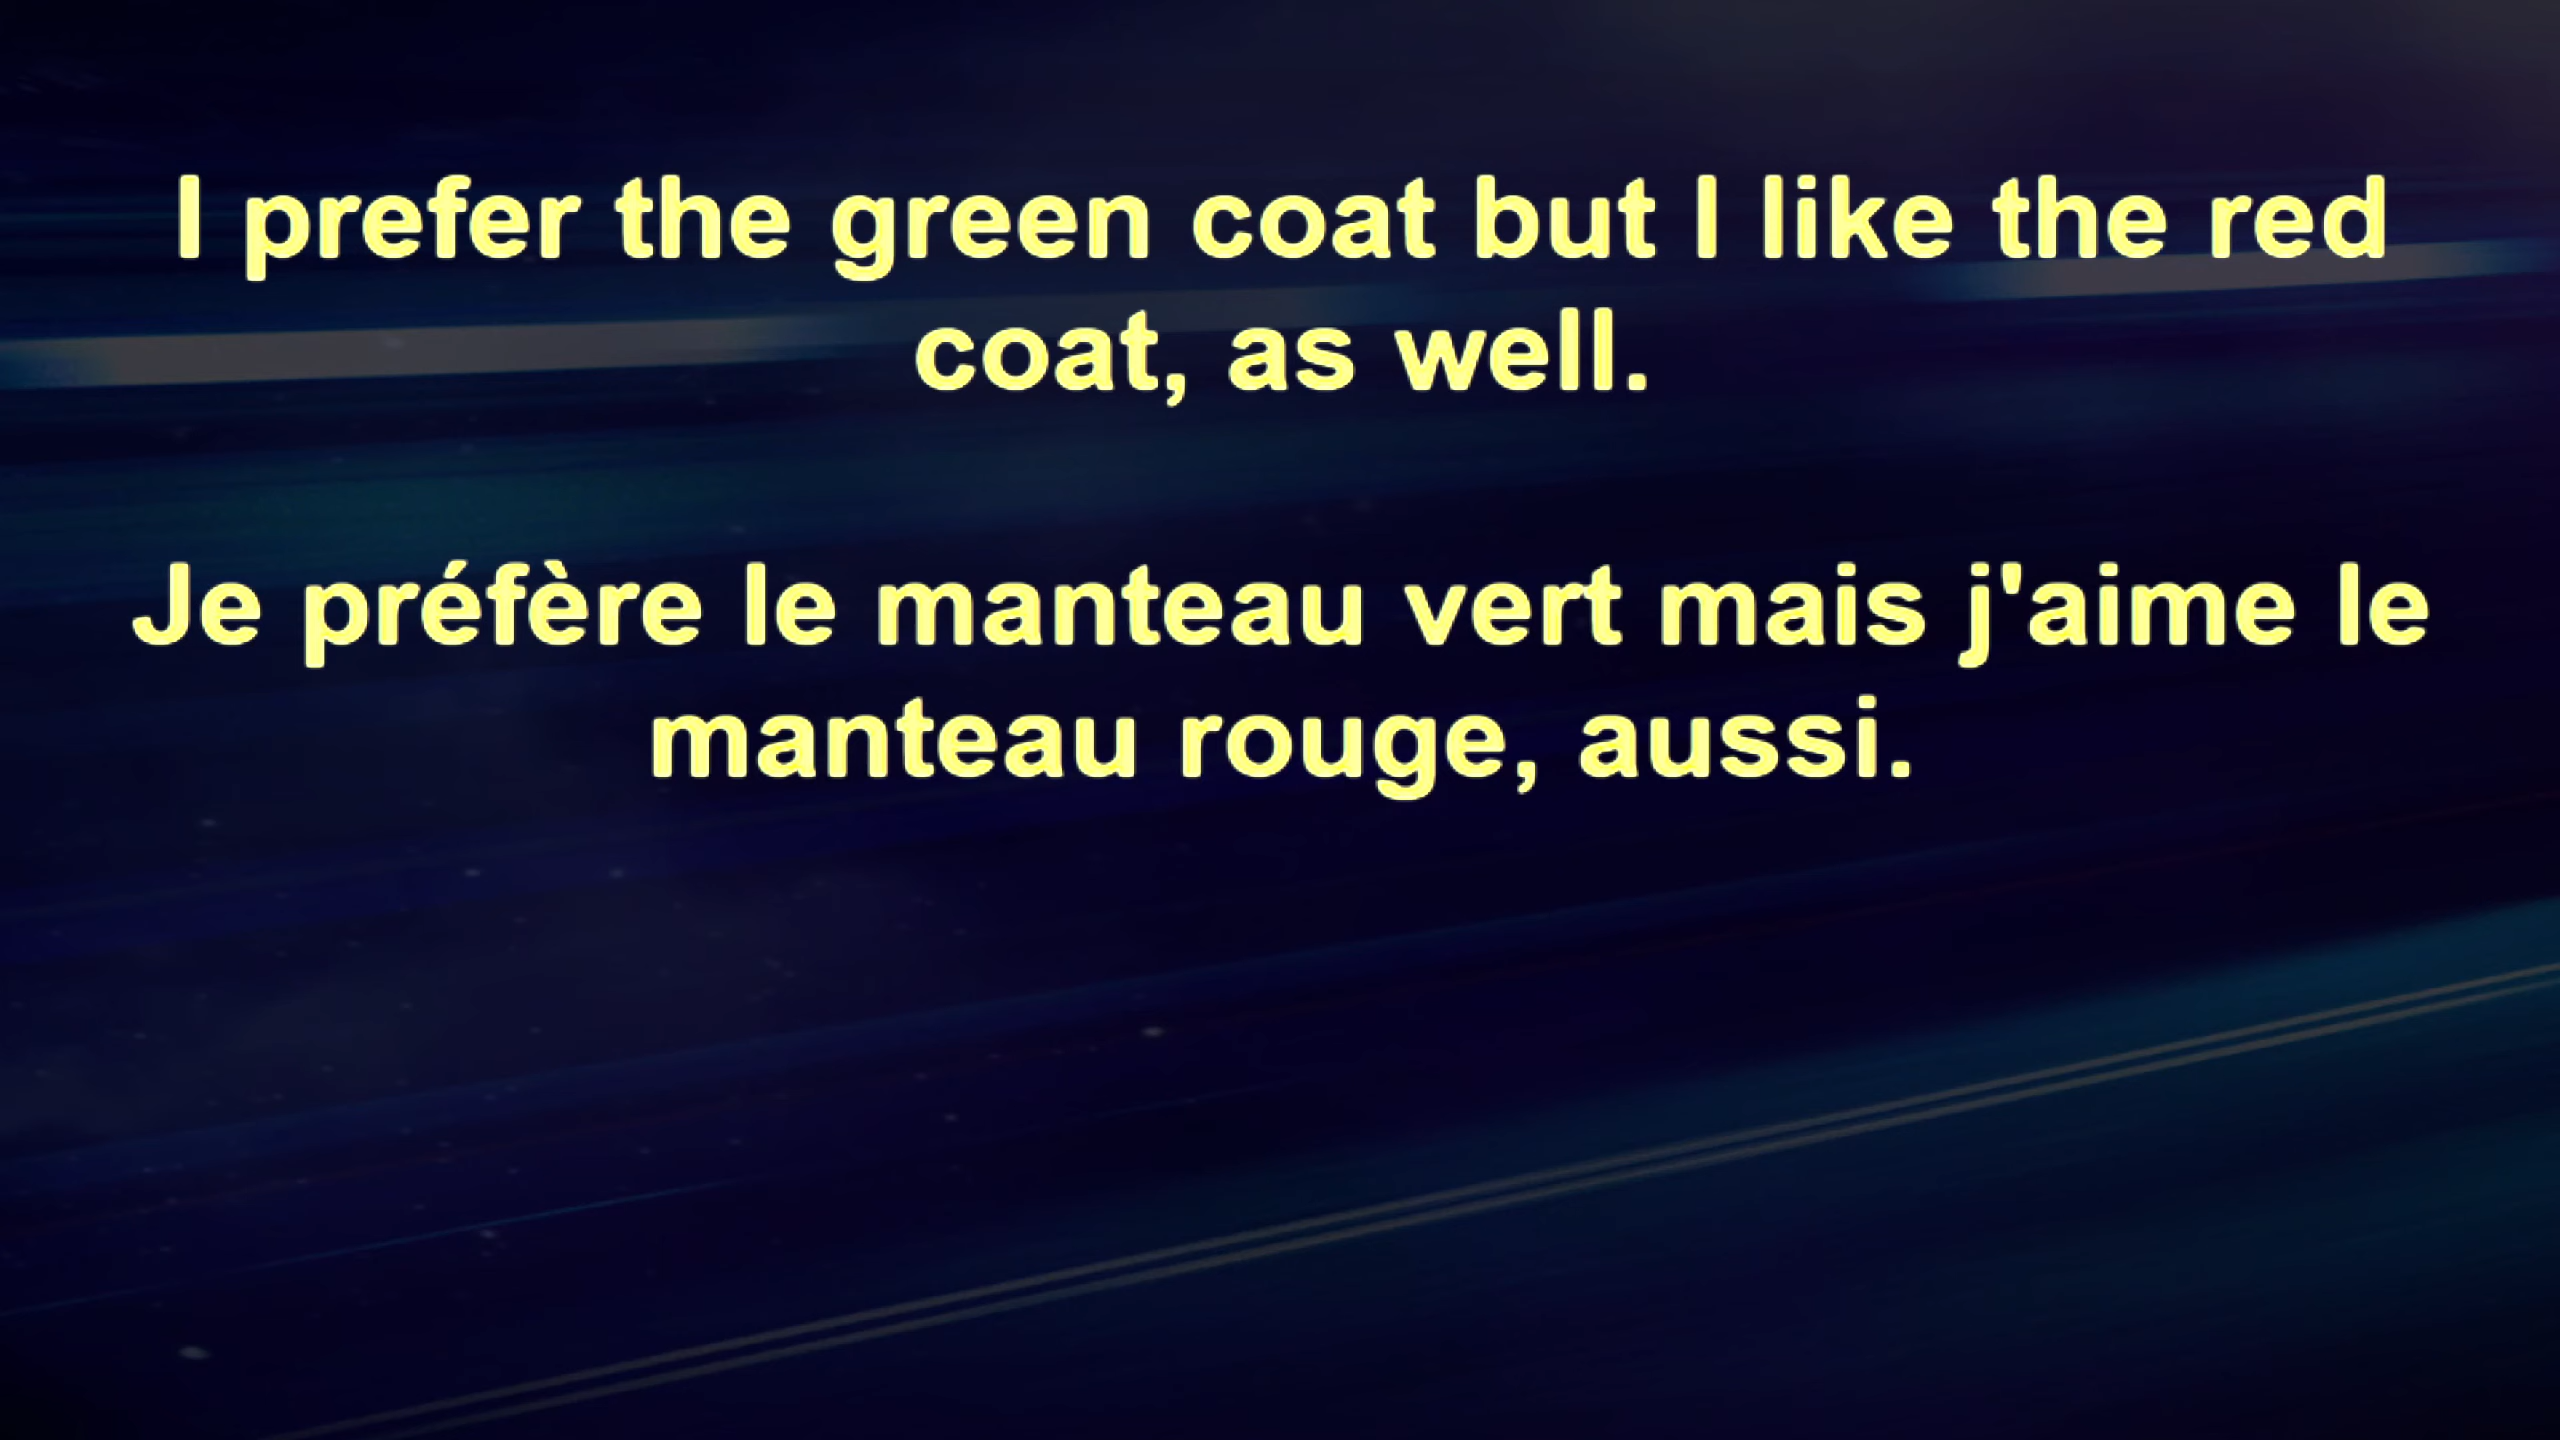 I prefer the green coat but I like the red
coat, as well.
Je préfère le manteau vert mais j'aime le
manteau rouge, aussi.